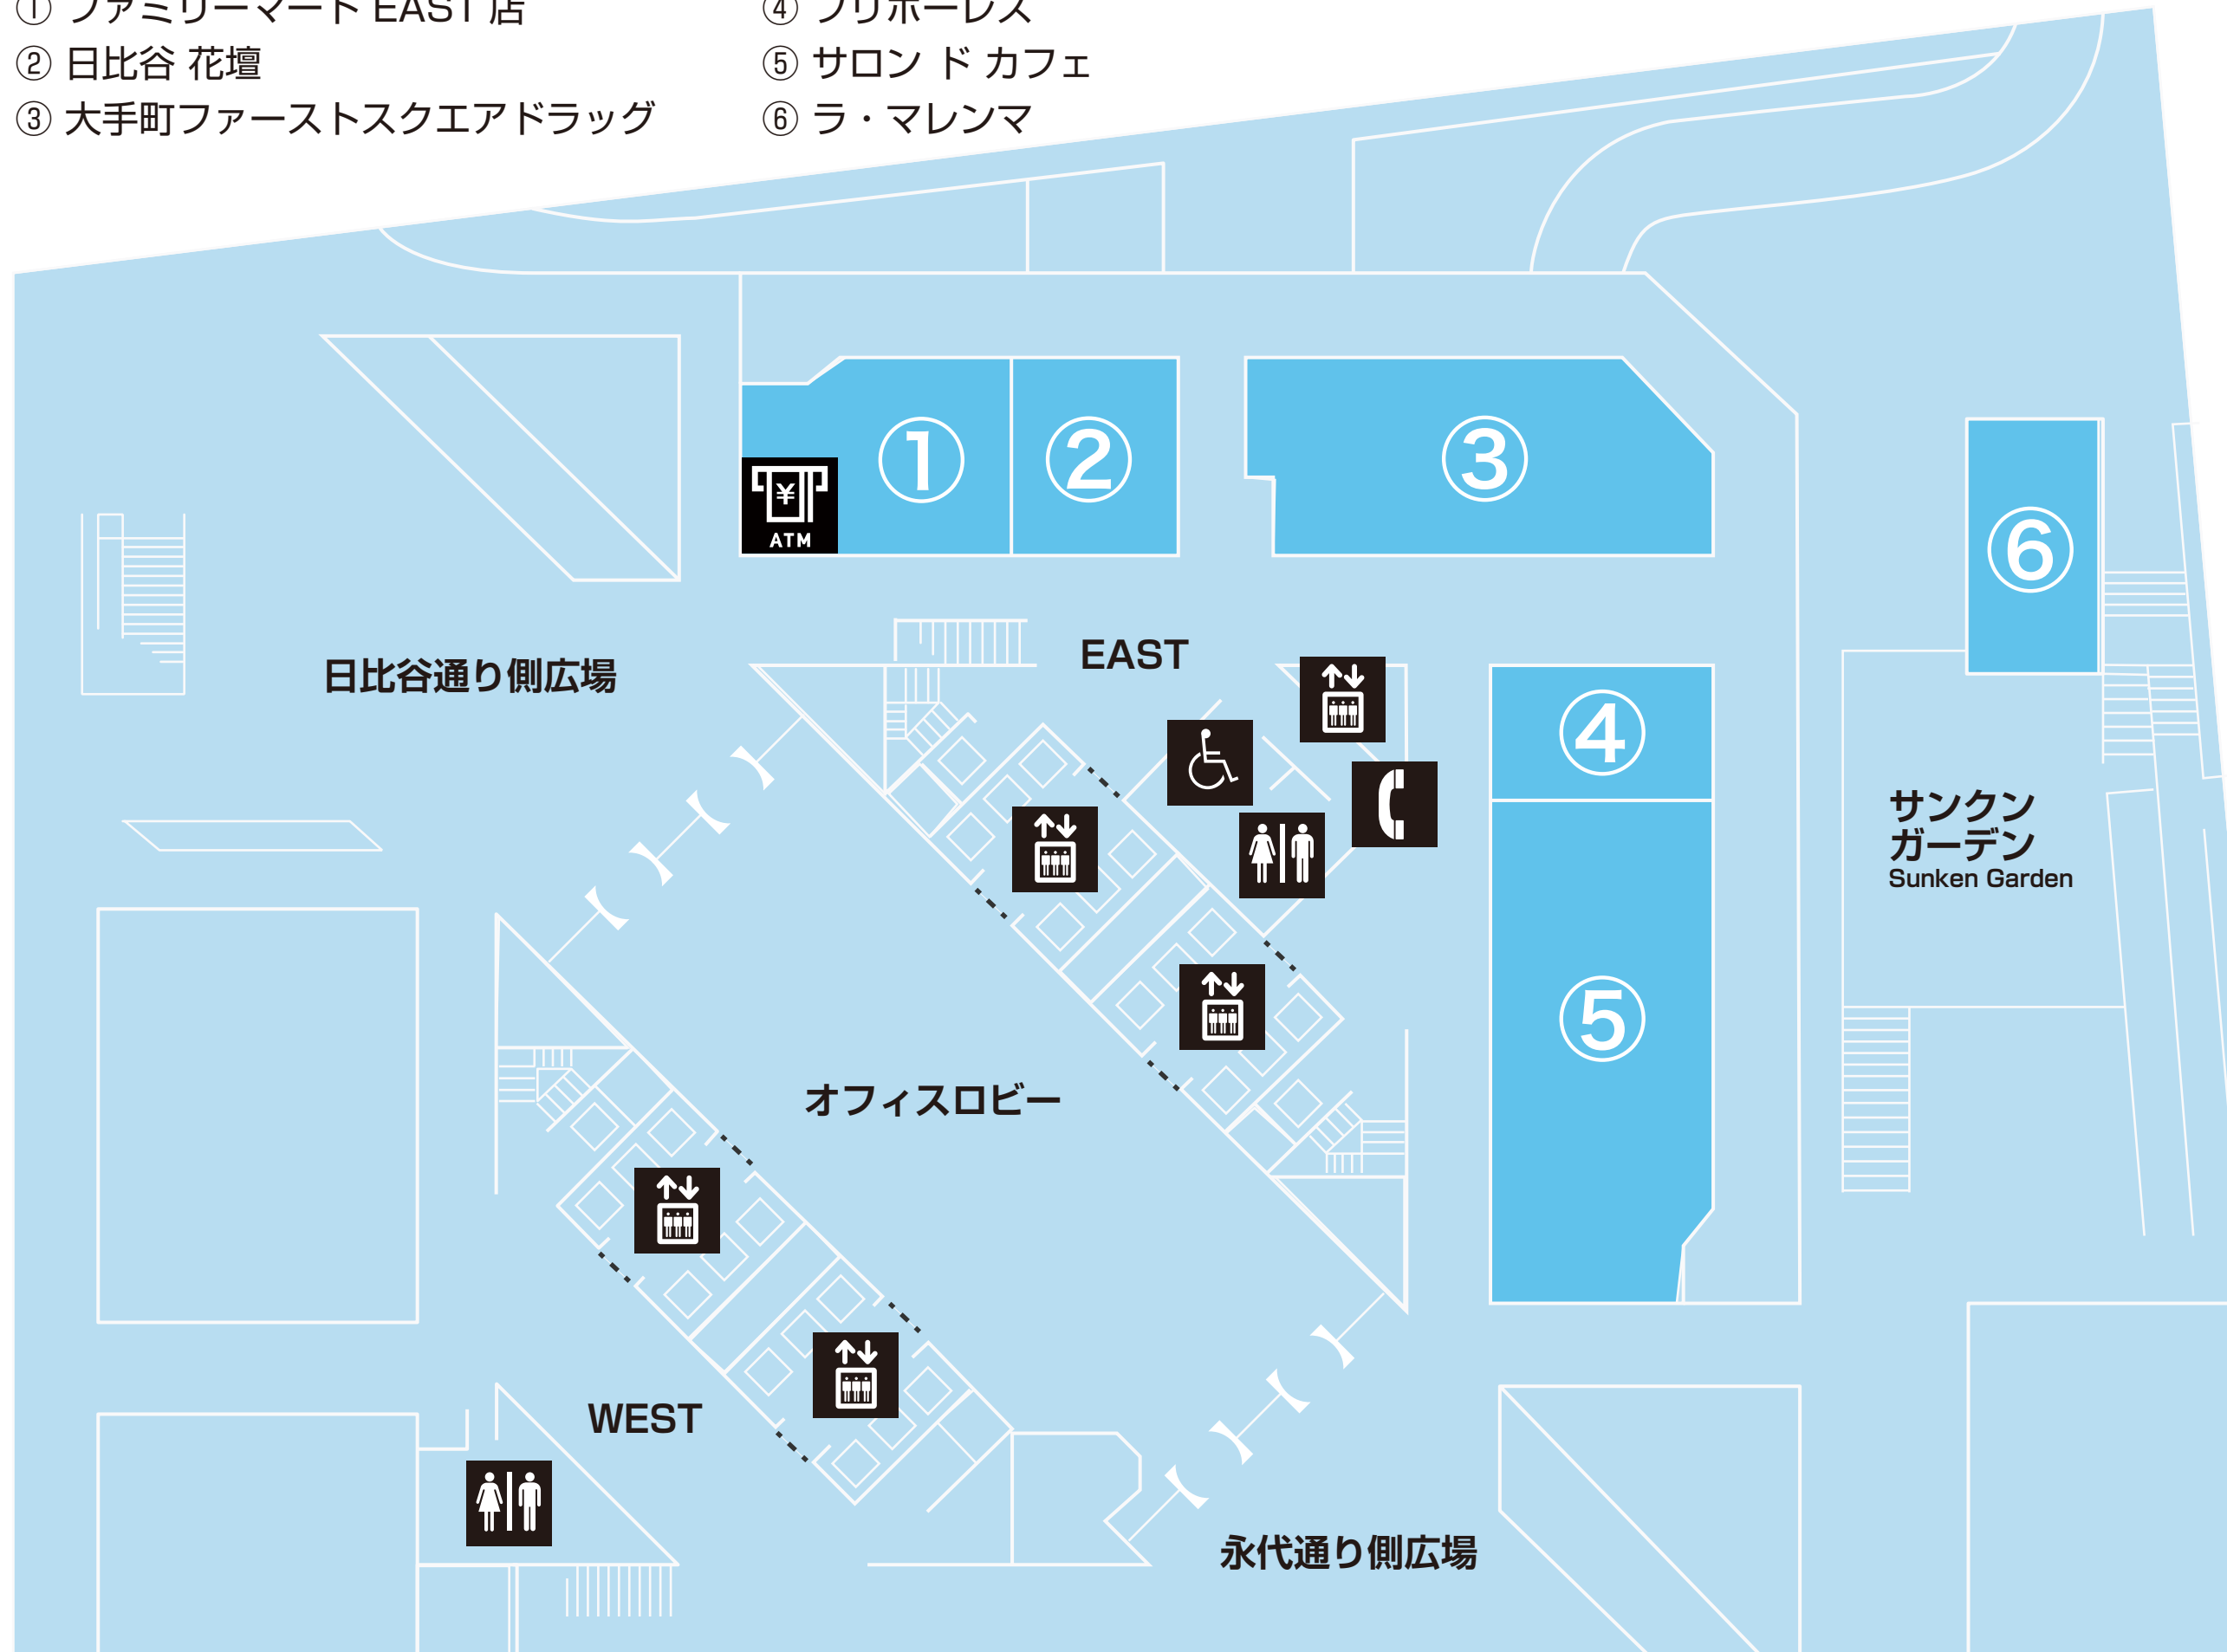 ① ファミリーマート EAST 店
② 日比谷 花壇
③ 大手町ファーストスクエアドラッグ
④ プリホーレス
⑤ サロン ド カフェ
⑥ ラ・マレンマ
①
②
③
¥
ATM
⑥
EAST
日比谷通り側広場
④
サンクン
ガーデン
Sunken Garden
⑤
オフィスロビー
WEST
永代通り側広場